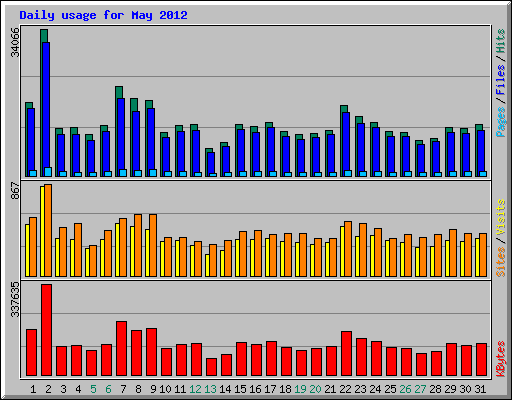 Daily usage for May 2012
34066
Pages / Files / Hits
867
Sites / Visits
337635
KBytes
1 2 3 4 5 6 7 8 9 10 11 12 13 14 15 16 17 18 19 20 21 22 23 24 25 26 27 28 29 30 31